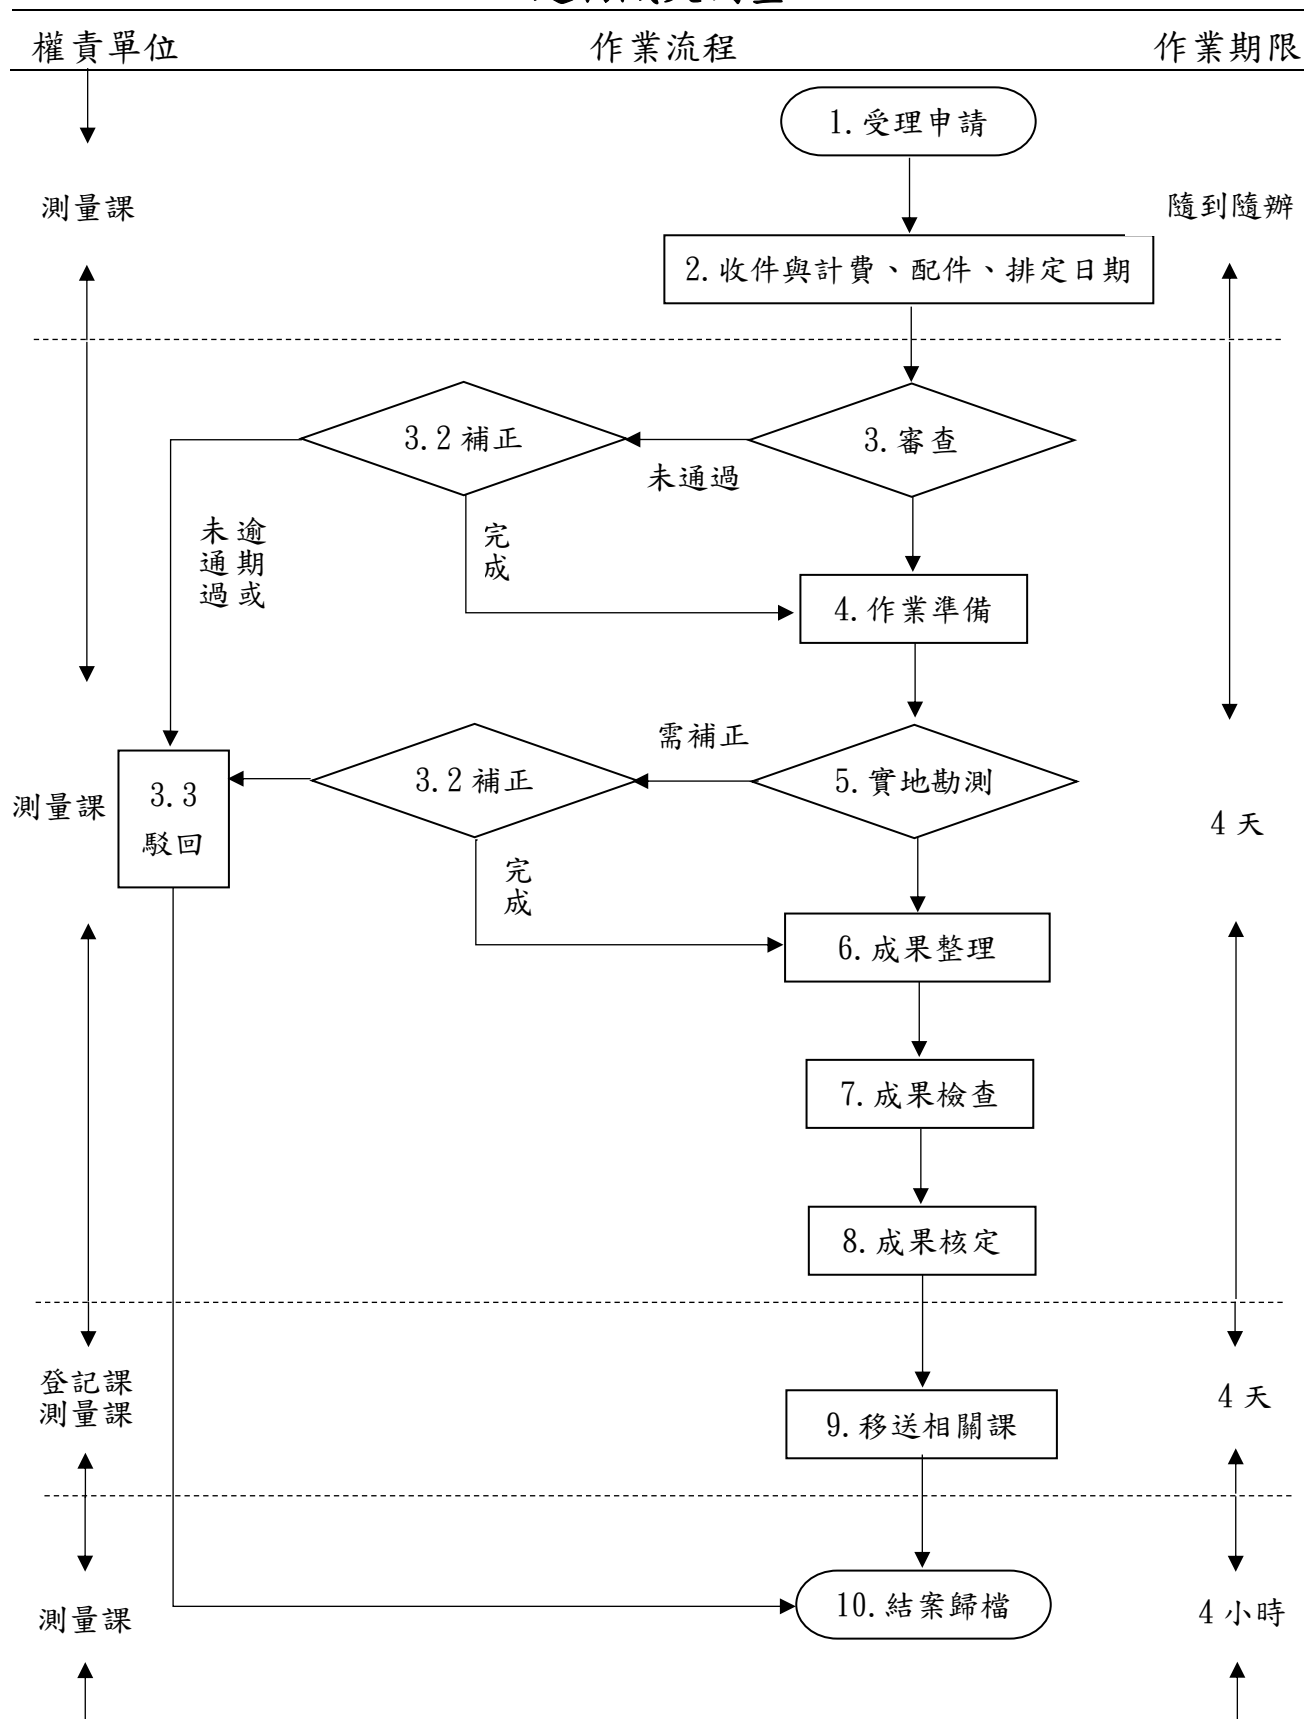 權責單位 作業流程 作業期限
1.受理申請
測量課
隨到隨辦
2.收件與計費、配件、排定日期
3.2補正
3.審查
未通過
未通過或
逾期
完成
4.作業準備
需補正
3.2補正
5.實地勘測
測量課
3.3
駁回
4天
完成
6.成果整理
7.成果檢查
8.成果核定
登記課
測量課
9.移送相關課
4天
測量課
10.結案歸檔
4小時